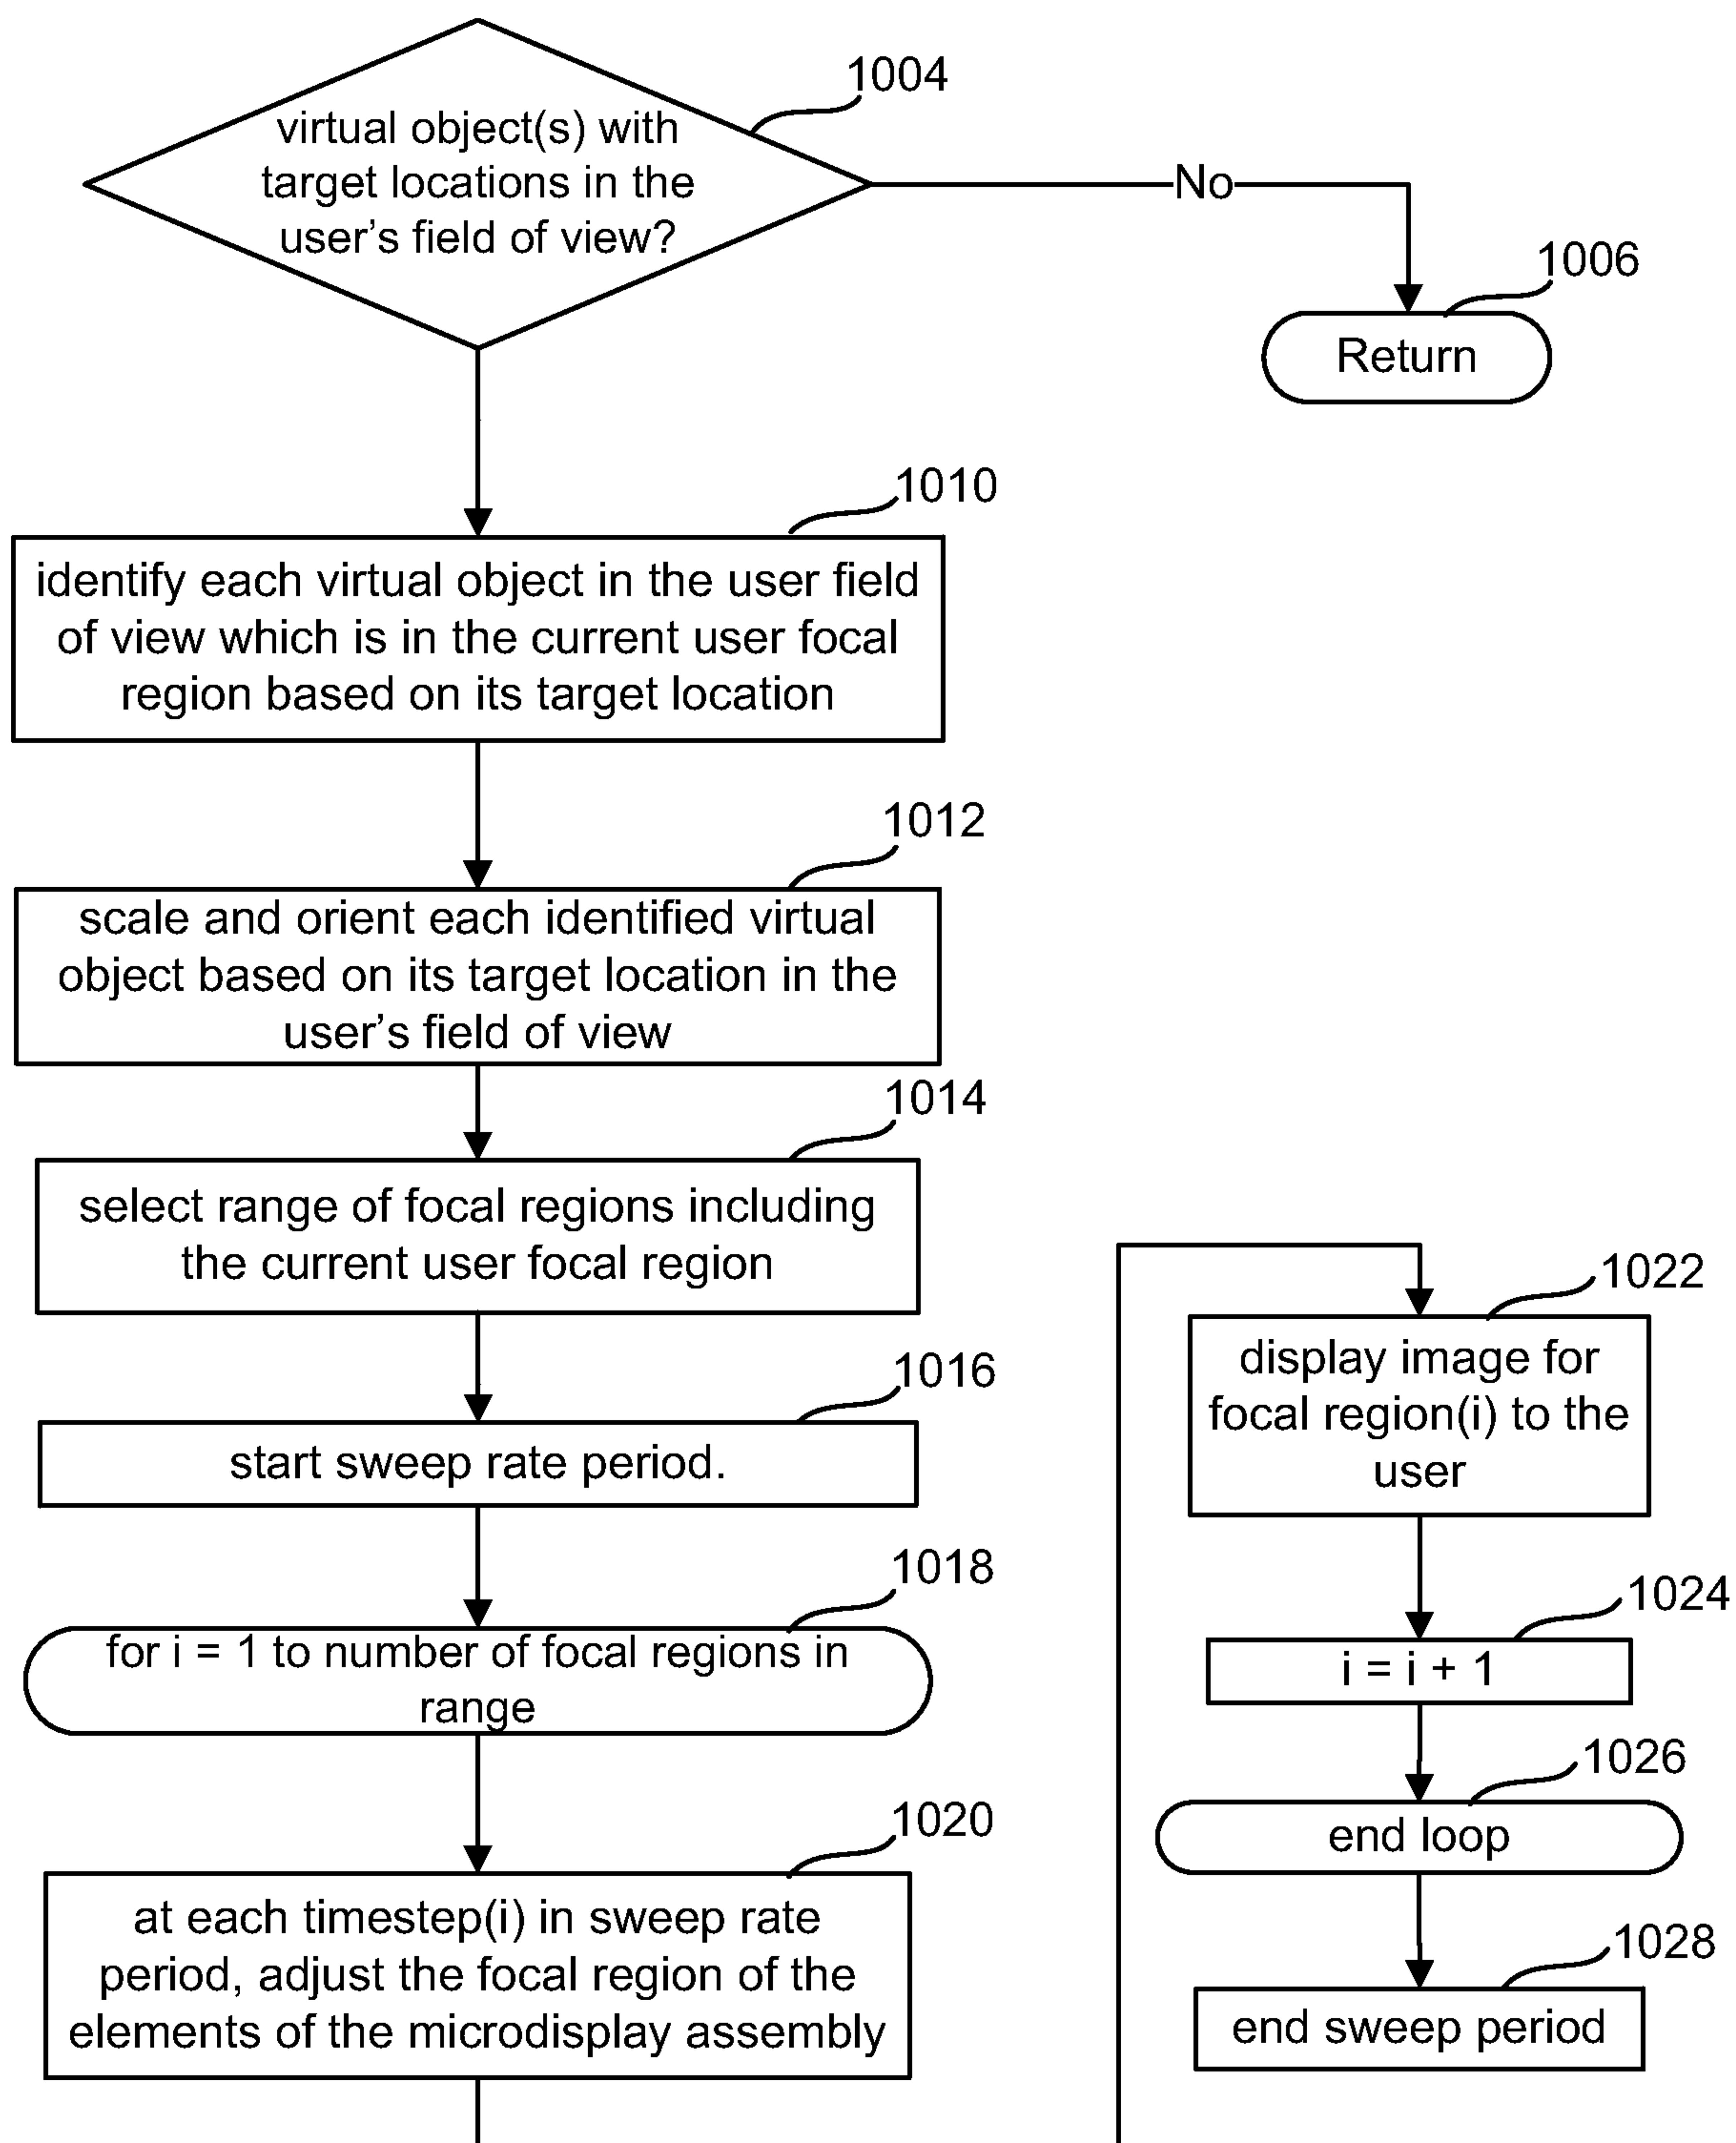 1004
virtual object(s) with
target locations in the
user's field of view?
No
1006
Return
1010
identify each virtual object in the user field
of view which is in the current user focal
region based on its target location
1012
scale and orient each identified virtual
object based on its target location in the
user's field of view
1014
select range of focal regions including
the current user focal region
1016
start sweep rate period.
1018
for i = 1 to number of focal regions in
range
1020
at each timestep(i) in sweep rate
period, adjust the focal region of the
elements of the microdisplay assembly
1022
display image for
focal region(i) to the
user
1024
i = i + 1
1026
end loop
1028
end sweep period